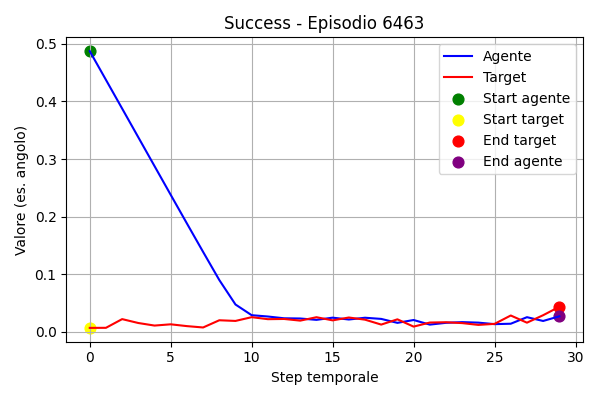 Success - Episodio 6463
Valore (es. angolo)
0.5
0.4
0.3
0.2
0.1
0.0
Agente
Target
Start agente
Start target
End target
End agente
0 5 10 15 20 25 30
Step temporale